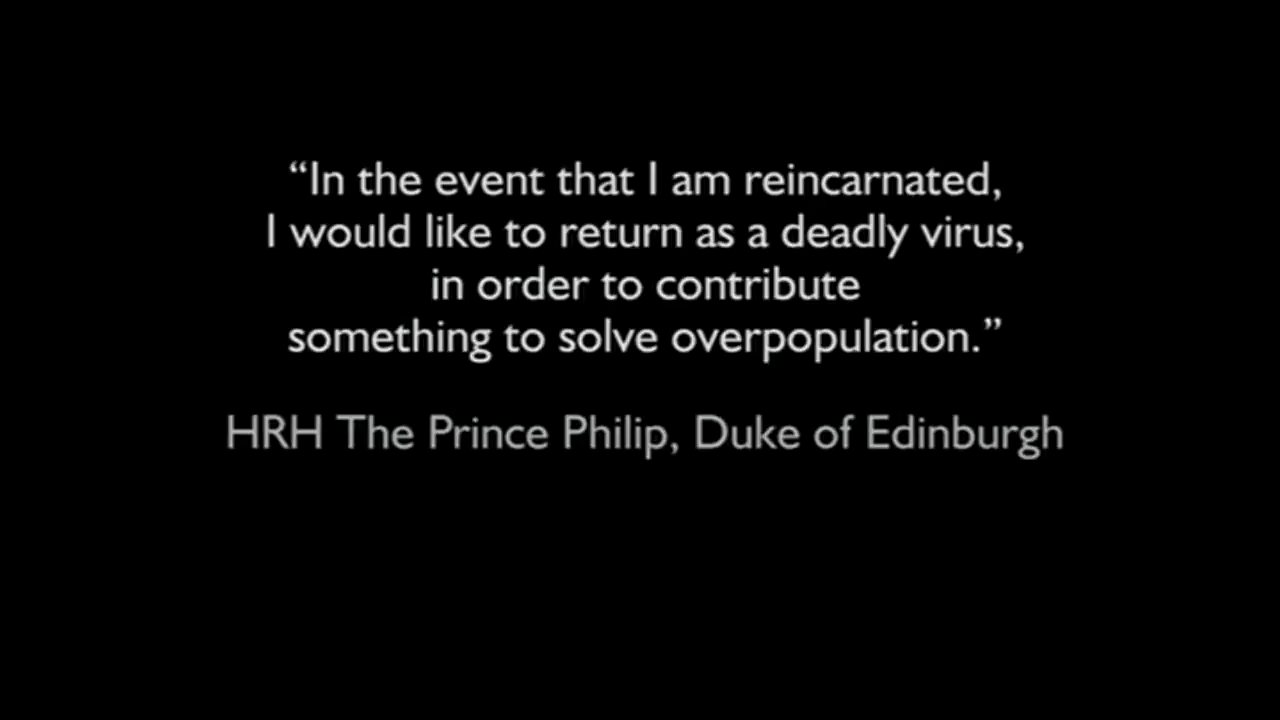 “In the event that I am reincarnated,
I would like to return as a deadly virus,
in order to contribute
something to solve overpopulation.”
HRH The Prince Philip, Duke of Edinburgh